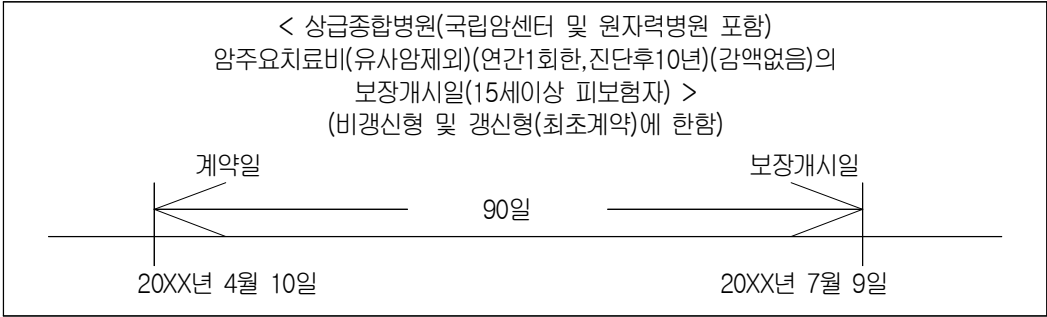 < 상급종합병원(국립암센터 및 원자력병원 포함)
암주요치료비(유사암제외)(연간1회한,진단후10년)(감액없음)의
보장개시일(15세이상 피보험자) >
(비갱신형 및 갱신형(최초계약)에 한함)
계약일 보장개시일
90일
20XX년 4월 10일 20XX년 7월 9일